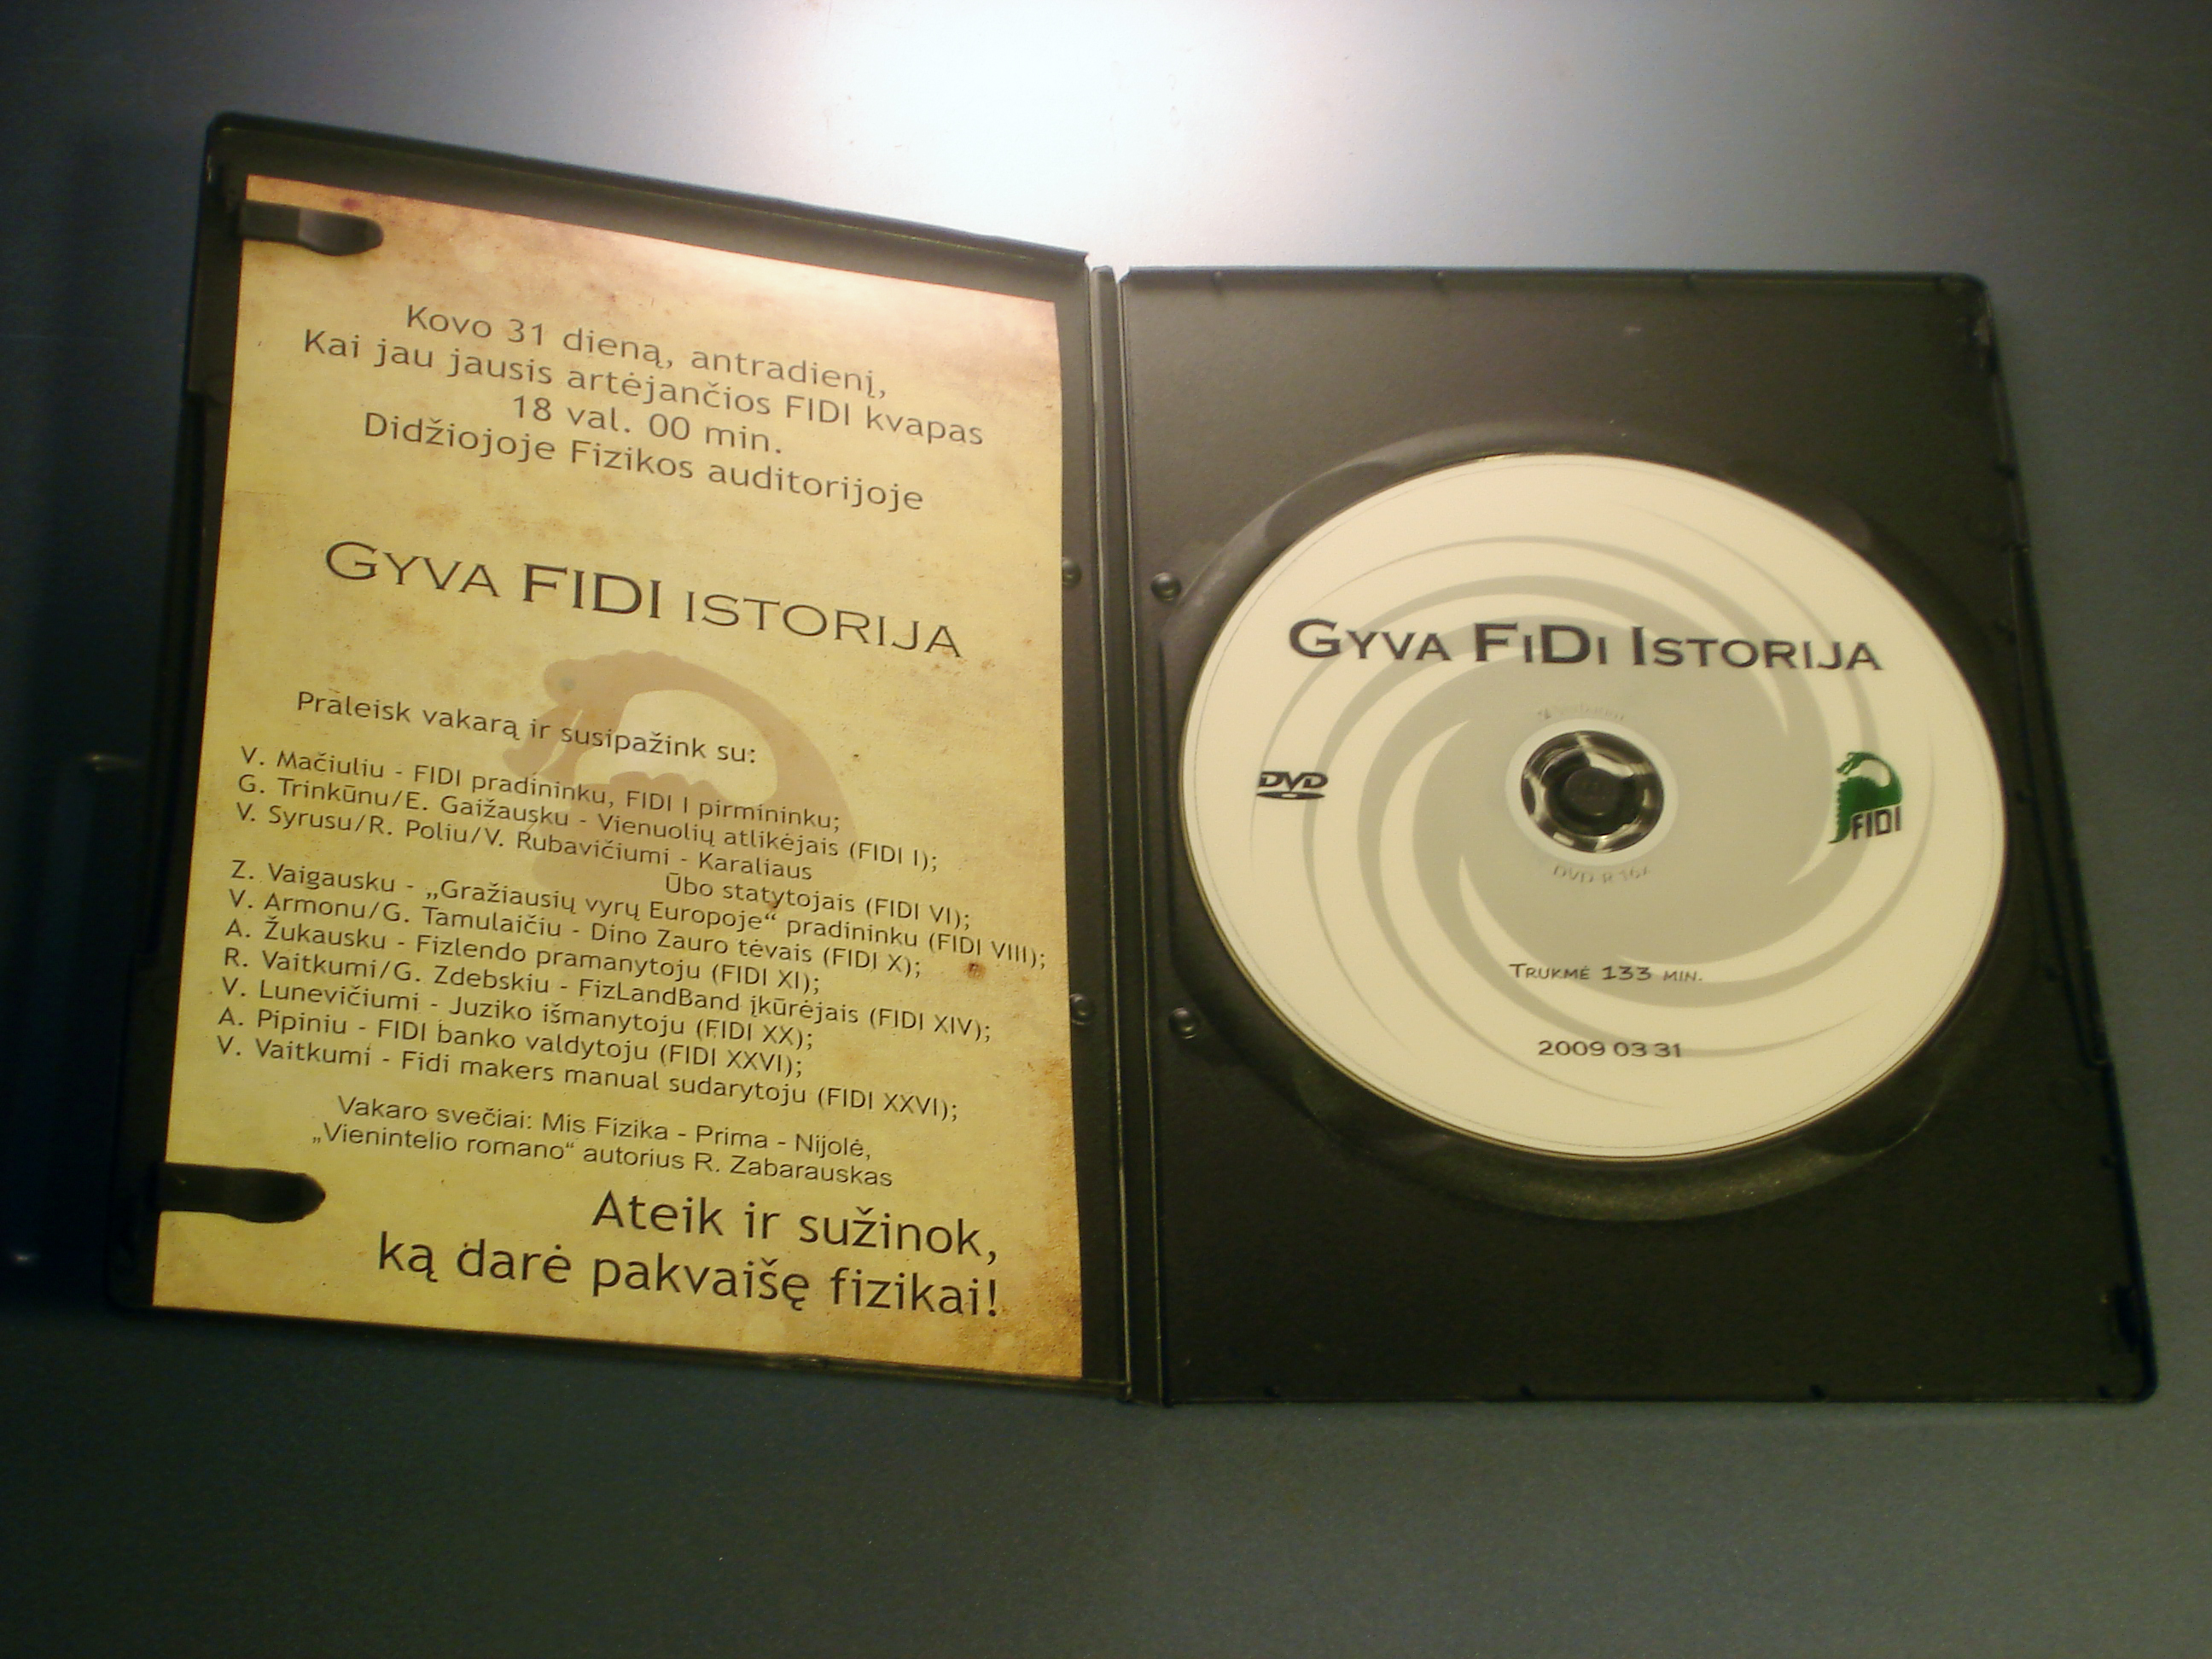 Kovo 31 dieną, antradienį,
Kai jau jausis artėjančios FIDI kvapas
18 val. 00 min.
Didžiojoje Fizikos auditorijoje
GYVA FIDI ISTORIJA
Praleisk vakarą ir susipažink su:
V. Mačiuliu - FIDI pradininku, FIDI I pirmininku;
G. Trinkūnu/E. Gaižausku - Vienuolių atlikėjais (FIDI I);
V. Syrusu/R. Poliu/V. Rubavičiumi - Karaliaus
Ūbo statytojais (FIDI VI);
Z. Vaigausku - „Gražiausių vyrų Europoje“ pradininku (FIDI VIII);
V. Armonu/G. Tamulaičiu - Dino Zauro tėvais (FIDI X);
A. Žukausku - Fizlendo pramanytoju (FIDI XI);
R. Vaitkumi/G. Zdebskiu - FizLandBand įkūrėjais (FIDI XIV);
V. Lunevičiumi - Juziko išmanytoju (FIDI XX);
A. Pipiniu - FIDI banko valdytoju (FIDI XXVI);
V. Vaitkumi - Fidi makers manual sudarytoju (FIDI XXVI);
Vakaro svečiai: Mis Fizika - Prima - Nijolė,
„Vienintelio romano“ autorius R. Zabarauskas
Ateik ir sužinok,
ką darė pakvaišę fizikai!
GYVA FIDI ISTORIJA
DVD
FIDI
DVD-R 16x
TRUKMĖ 133 MIN.
2009 03 31